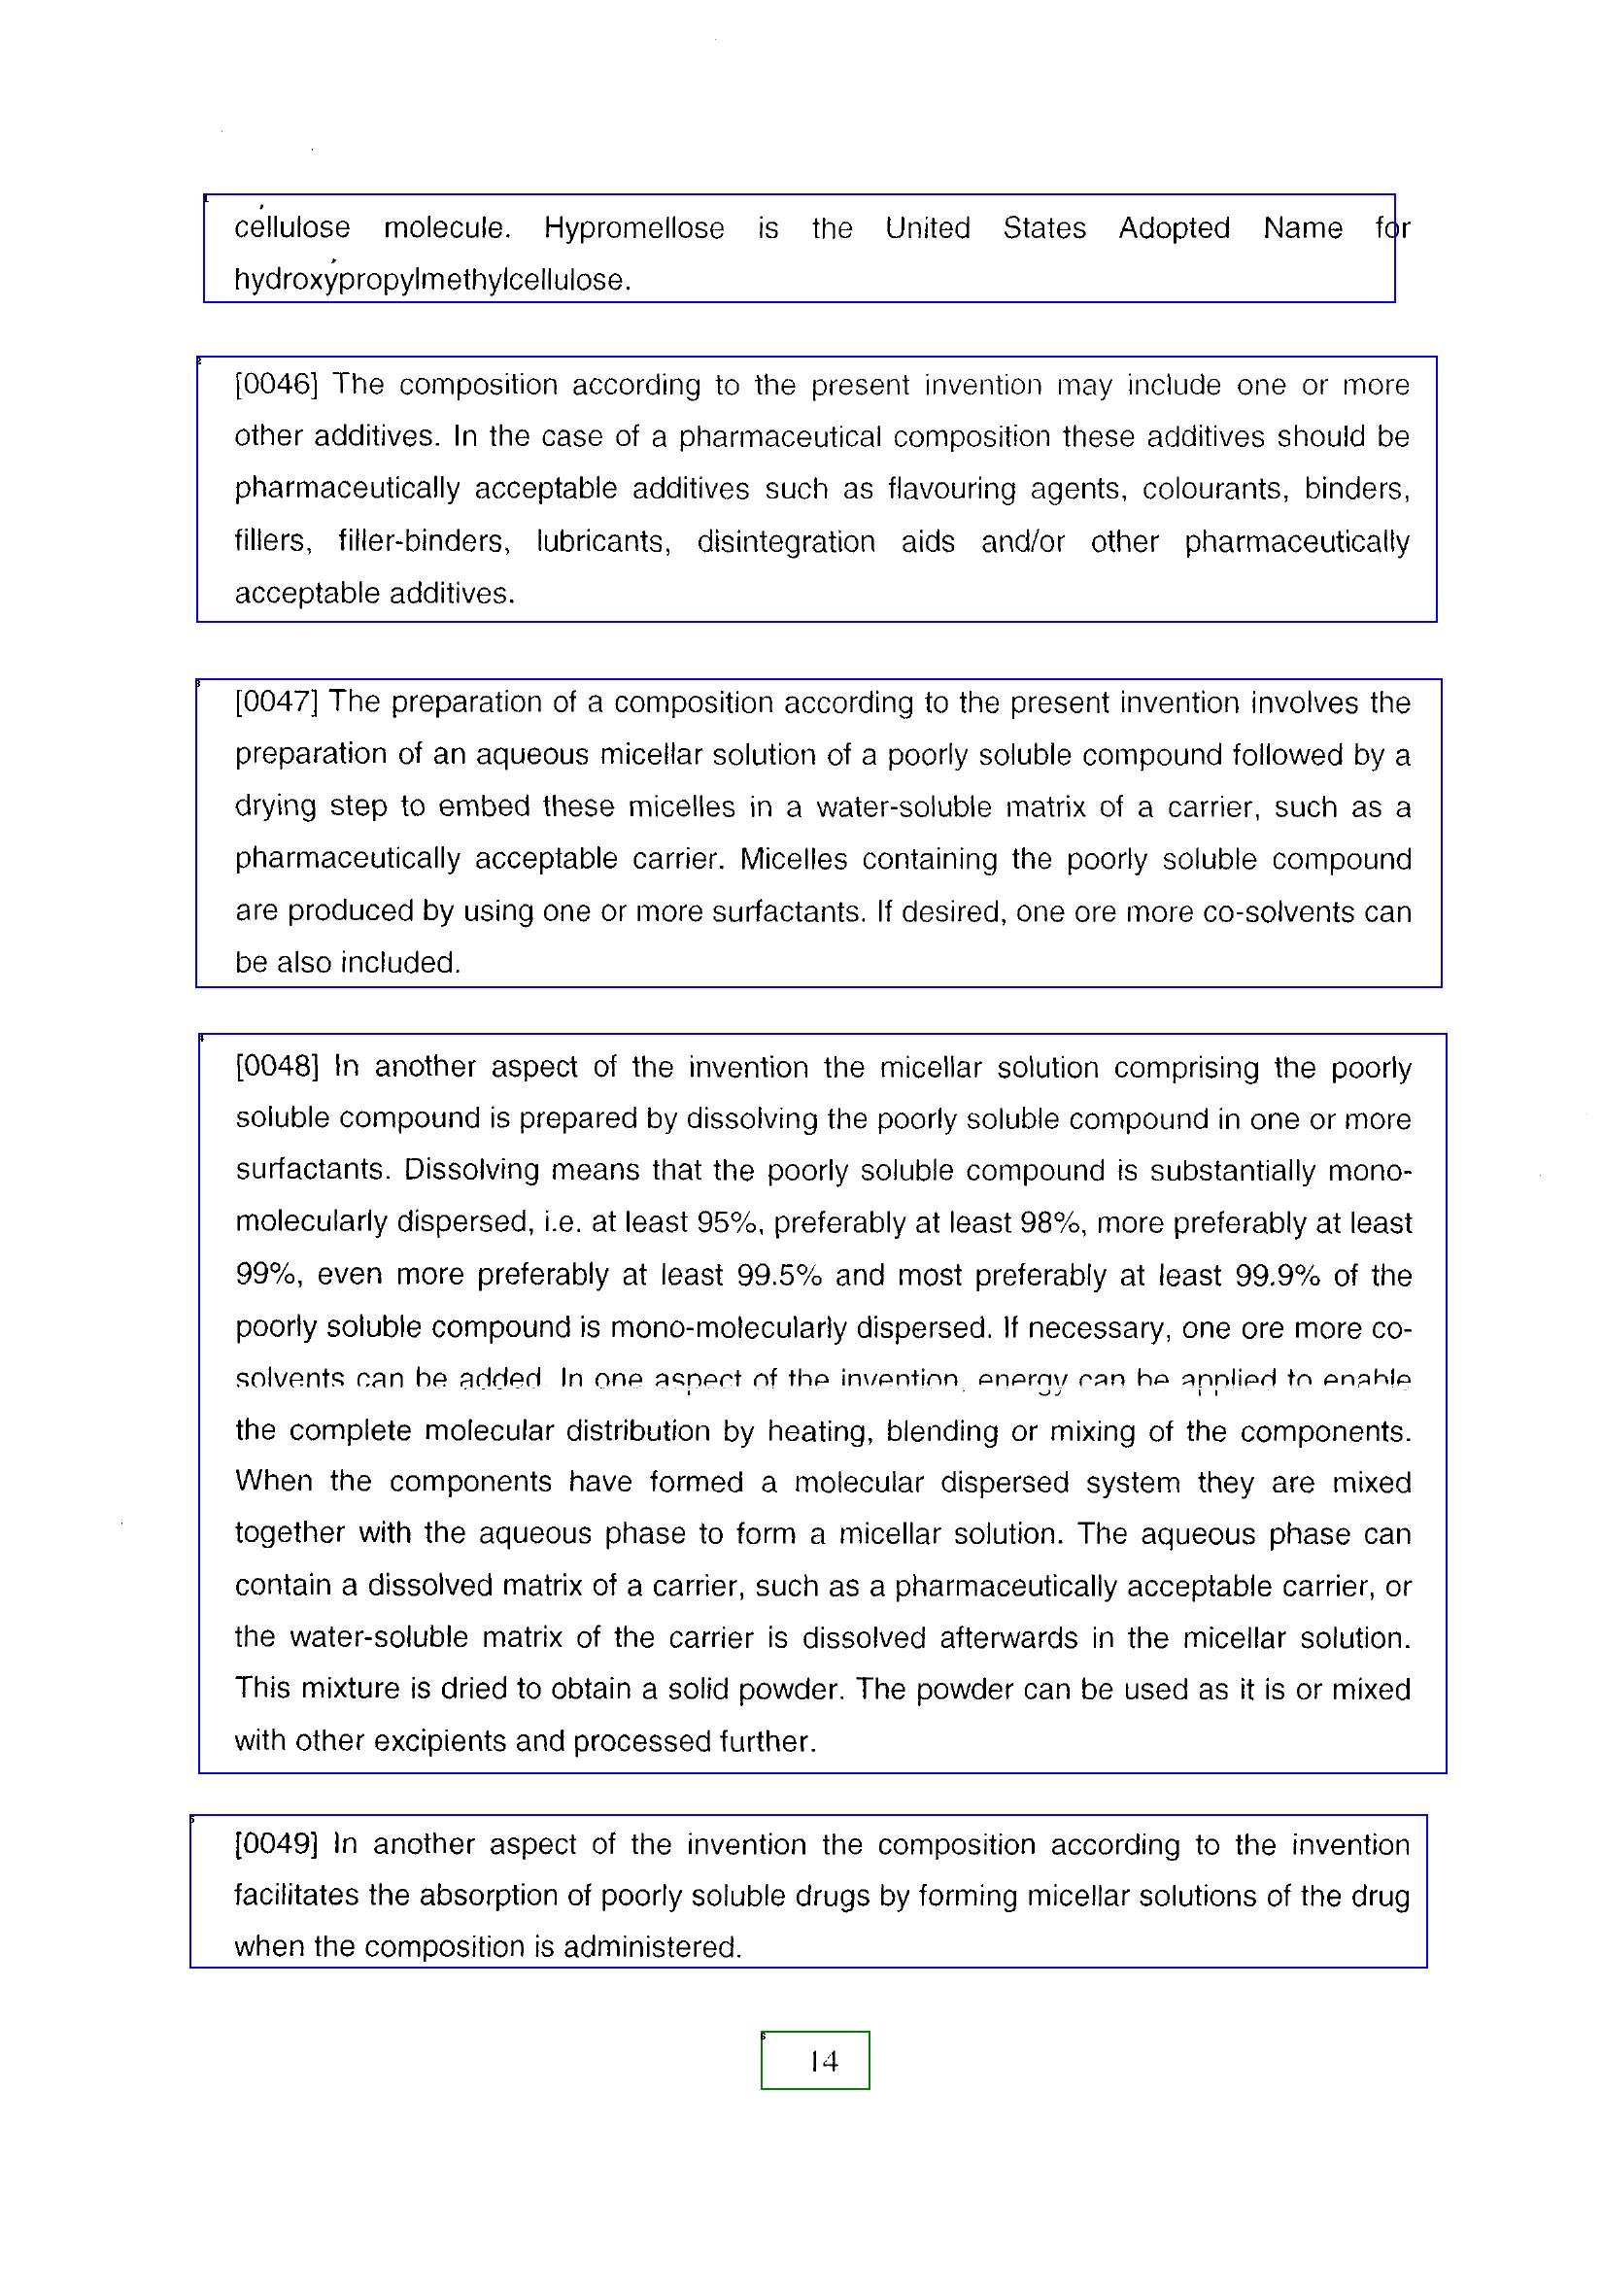 cellulose molecule. Hypromellose is the United States Adopted Name for
hydroxypropylmethylcellulose.
[0046] The composition according to the present invention may include one or more
other additives. In the case of a pharmaceutical composition these additives should be
pharmaceutically acceptable additives such as flavouring agents, colourants, binders,
fillers, filler-binders, lubricants, disintegration aids and/or other pharmaceutically
acceptable additives.
[0047] The preparation of a composition according to the present invention involves the
preparation of an aqueous micellar solution of a poorly soluble compound followed by a
drying step to embed these micelles in a water-soluble matrix of a carrier, such as a
pharmaceutically acceptable carrier. Micelles containing the poorly soluble compound
are produced by using one or more surfactants. If desired, one ore more co-solvents can
be also included.
[0048] In another aspect of the invention the micellar solution comprising the poorly
soluble compound is prepared by dissolving the poorly soluble compound in one or more
surfactants. Dissolving means that the poorly soluble compound is substantially mono-
molecularly dispersed, i.e. at least 95%, preferably at least 98%, more preferably at least
99%, even more preferably at least 99.5% and most preferably at least 99.9% of the
poorly soluble compound is mono-molecularly dispersed. If necessary, one ore more co-
solvents can be added. In one aspect of the invention, energy can be applied to enable
the complete molecular distribution by heating, blending or mixing of the components.
When the components have formed a molecular dispersed system they are mixed
together with the aqueous phase to form a micellar solution. The aqueous phase can
contain a dissolved matrix of a carrier, such as a pharmaceutically acceptable carrier, or
the water-soluble matrix of the carrier is dissolved afterwards in the micellar solution.
This mixture is dried to obtain a solid powder. The powder can be used as it is or mixed
with other excipients and processed further.
[0049] In another aspect of the invention the composition according to the invention
facilitates the absorption of poorly soluble drugs by forming micellar solutions of the drug
when the composition is administered.
14